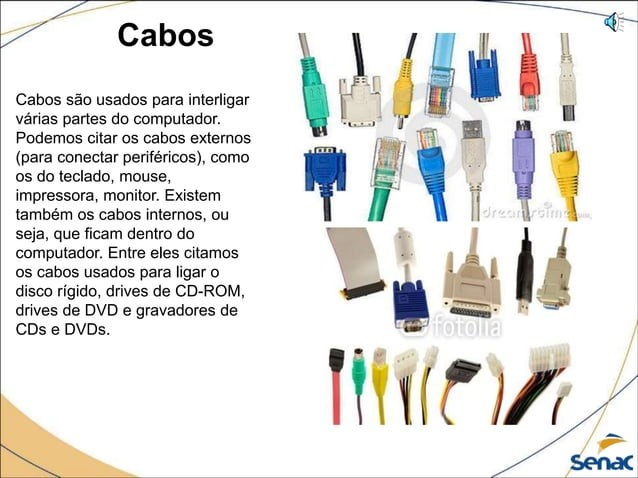 Cabos
Cabos são usados para interligar
várias partes do computador.
Podemos citar os cabos externos
(para conectar periféricos), como
os do teclado, mouse,
impressora, monitor. Existem
também os cabos internos, ou
seja, que ficam dentro do
computador. Entre eles citamos
os cabos usados para ligar o
disco rígido, drives de CD-ROM,
drives de DVD e gravadores de
CDs e DVDs.
dreamstime.com
fotolia
Senac